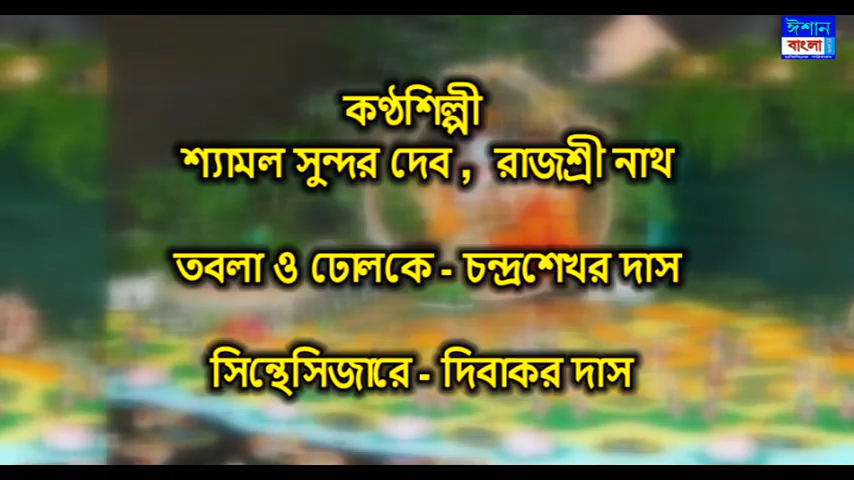 ঈশান
বাংলা
কণ্ঠশিল্পী
শ্যামল সুন্দর দেব , রাজশ্রী নাথ
তবলা ও ঢোলকে - চন্দ্রশেখর দাস
সিন্থেসিজারে - দিবাকর দাস